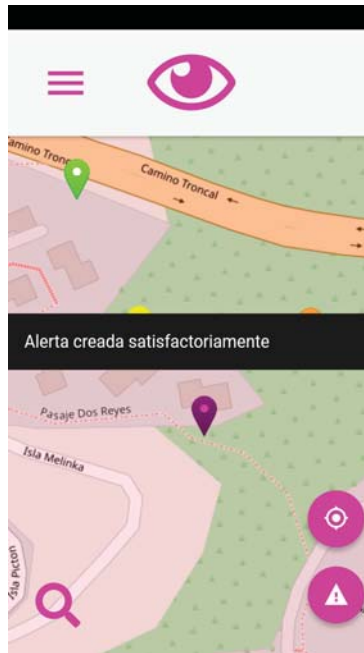 Camino Tronc
Camino Troncal
Alerta creada satisfactoriamente
Pasaje Dos Reyes
Isla Melinka
Isla Picton